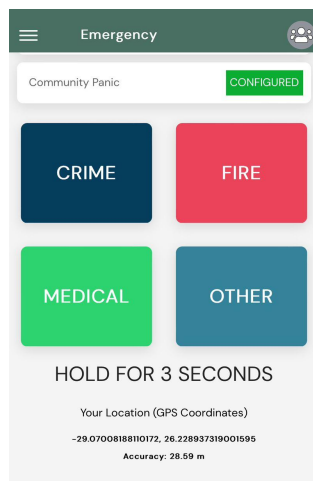 Emergency
Community Panic
CONFIGURED
CRIME
FIRE
MEDICAL
OTHER
HOLD FOR 3 SECONDS
Your Location (GPS Coordinates)
-29.07008188110172, 26.228937319001595
Accuracy: 28.59 m